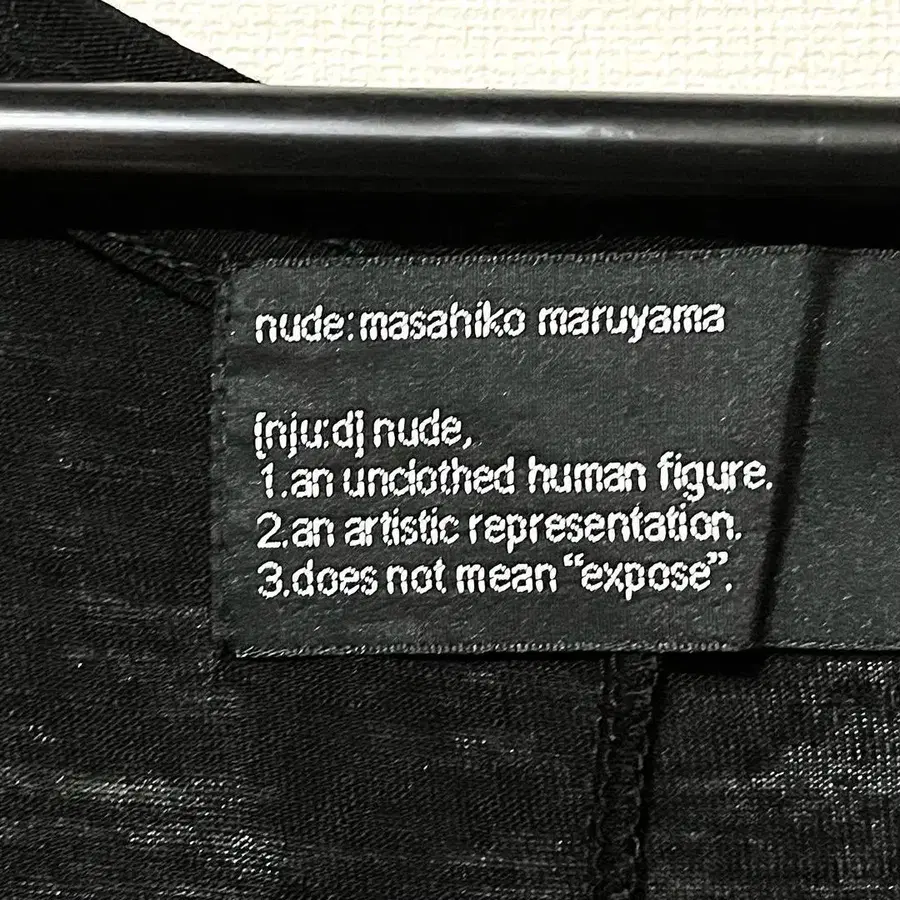 nude:masahiko maruyama
[nju:d] nude,
1.an unclothed human figure.
2.an artistic representation.
3.does not mean “expose”.